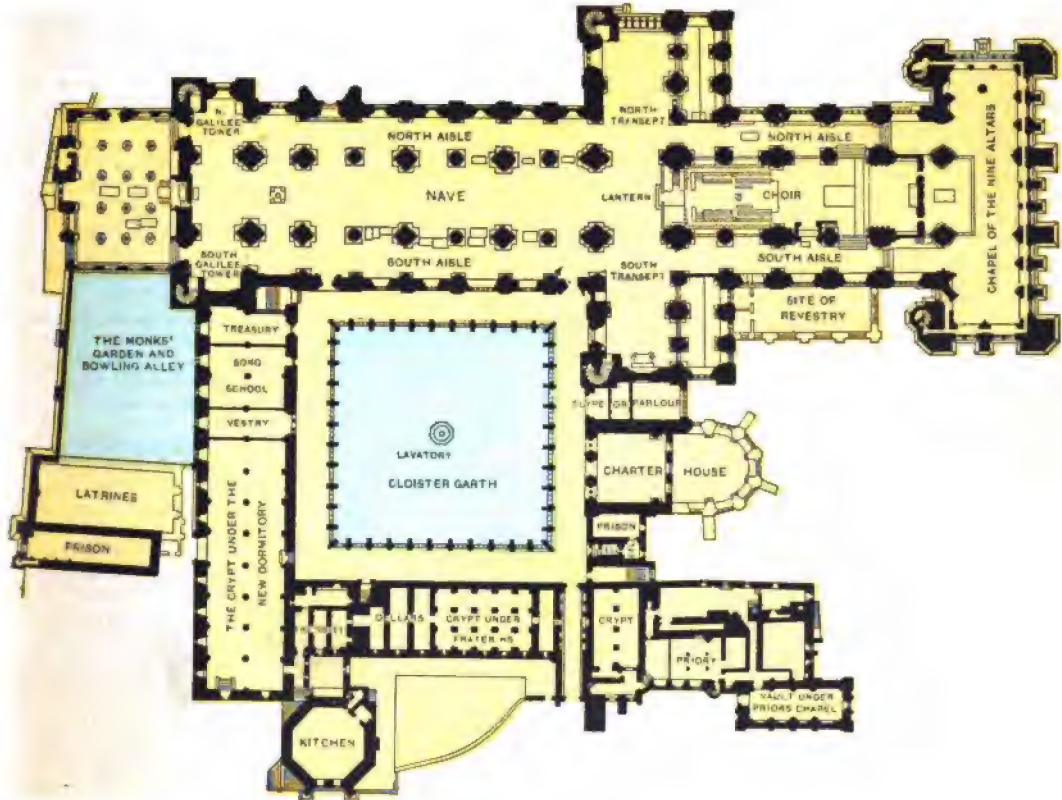 N.
GALILEE
TOWER
NORTH AISLE
NORTH
TRANSEPT
NORTH AISLE
CHAPEL OF THE NINE ALTARS
NAVE
LANTERN
CHOIR
SOUTH
GALILEE
TOWER
SOUTH AISLE
SOUTH
TRANSEPT
SOUTH AISLE
SITE OF
REVESTRY
THE MONKS'
GARDEN AND
BOWLING ALLEY
TREASURY
SONG
SCHOOL
VESTRY
SLYPE OR PARLOUR
LAVATORY
CLOISTER GARTH
CHARTER HOUSE
LATRINES
PRISON
THE CRYPT UNDER THE
NEW DORMITORY
PRISON
CELLARS
CRYPT UNDER
FRATER HS
CRYPT
PRIORY
VAULT UNDER
PRIORS CHAPEL
KITCHEN